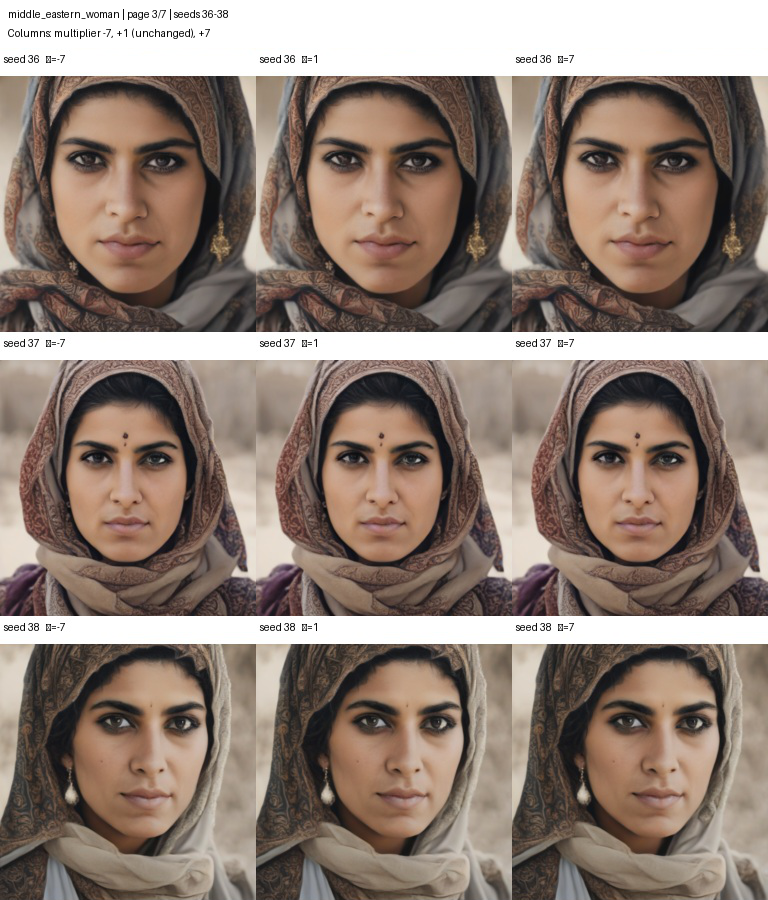 middle_eastern_woman | page 3/7 | seeds 36-38
Columns: multiplier -7, +1 (unchanged), +7
seed 36 □=-7
seed 36 □=1
seed 36 □=7
seed 37 □=-7
seed 37 □=1
seed 37 □=7
seed 38 □=-7
seed 38 □=1
seed 38 □=7